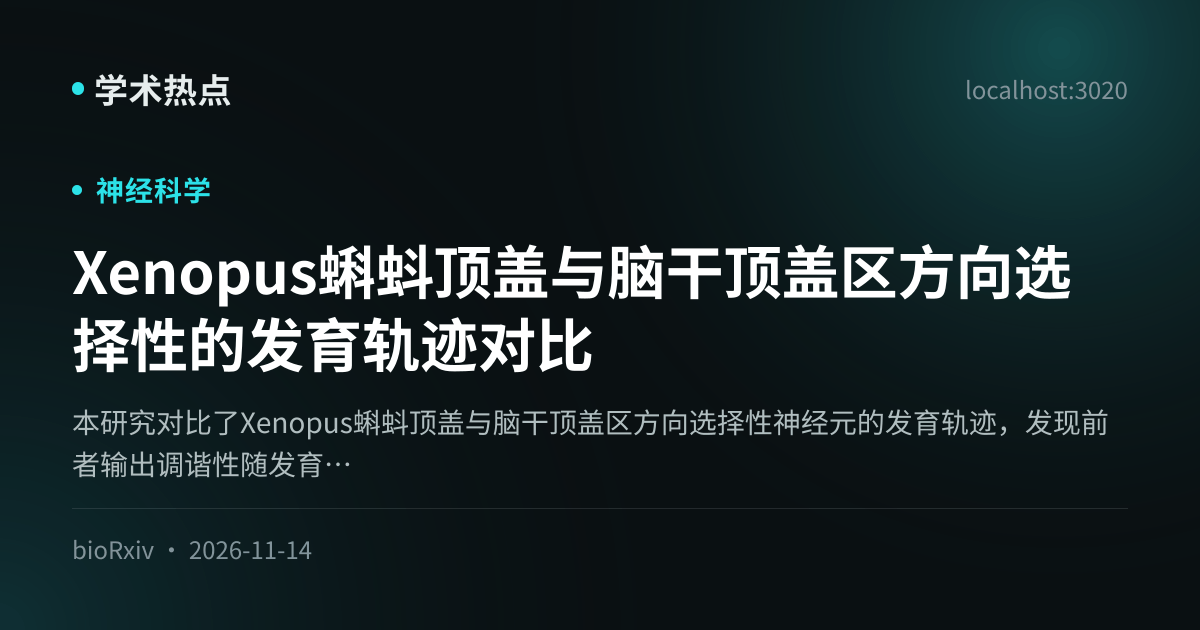 学术热点
localhost:3020
神经科学
Xenopus蝌蚪顶盖与脑干顶盖区方向选
择性的发育轨迹对比
本研究对比了Xenopus蝌蚪顶盖与脑干顶盖区方向选择性神经元的发育轨迹，发现前
者输出调谐性随发育…
bioRxiv • 2026-11-14